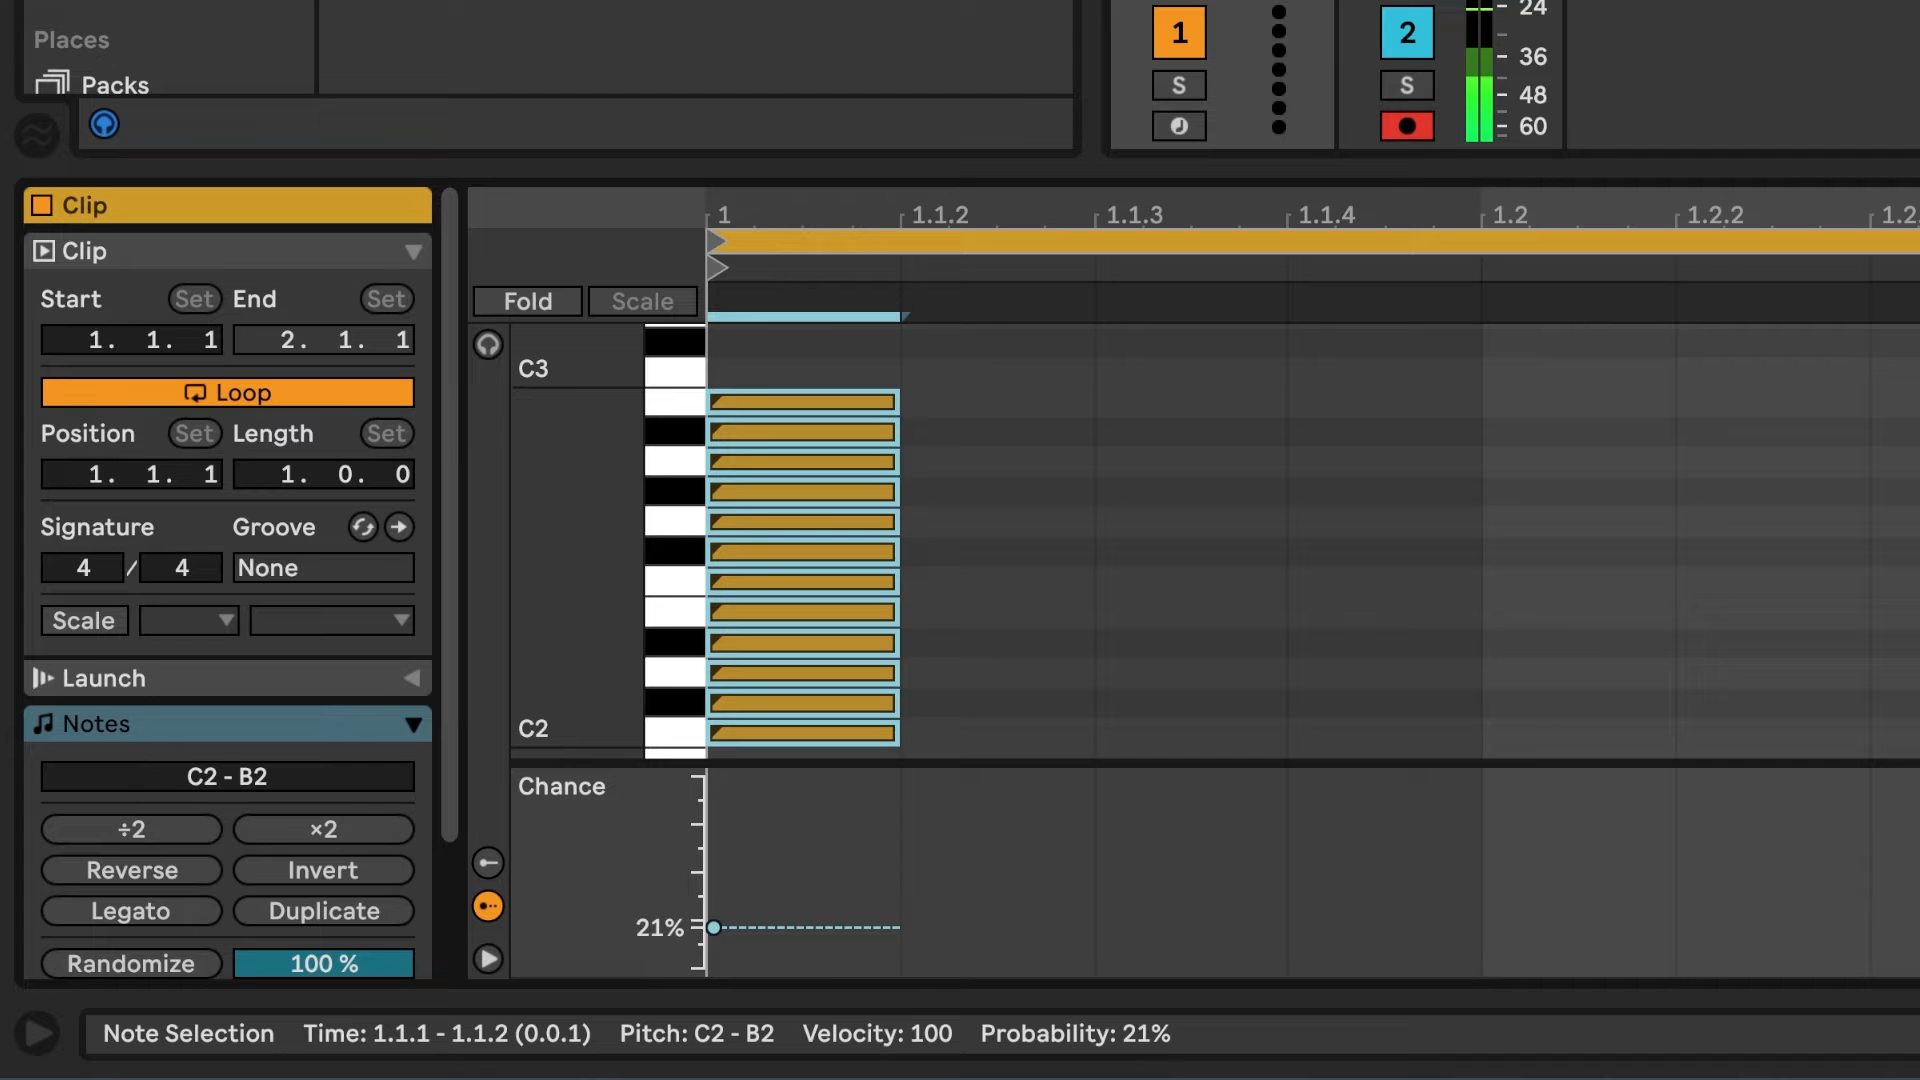 Places
Packs
1
S
2
S
24
36
48
60
Clip
Clip
Start Set End Set
1. 1. 1 2. 1. 1
Loop
Position Set Length Set
1. 1. 1 1. 0. 0
Signature Groove
4 / 4 None
Scale
Launch
Notes
C2 - B2
÷2 ×2
Reverse Invert
Legato Duplicate
Randomize 100 %
1 1.1.2 1.1.3 1.1.4 1.2 1.2.2 1.2.
Fold Scale
C3
C2
Chance
21%
Note Selection Time: 1.1.1 - 1.1.2 (0.0.1) Pitch: C2 - B2 Velocity: 100 Probability: 21%